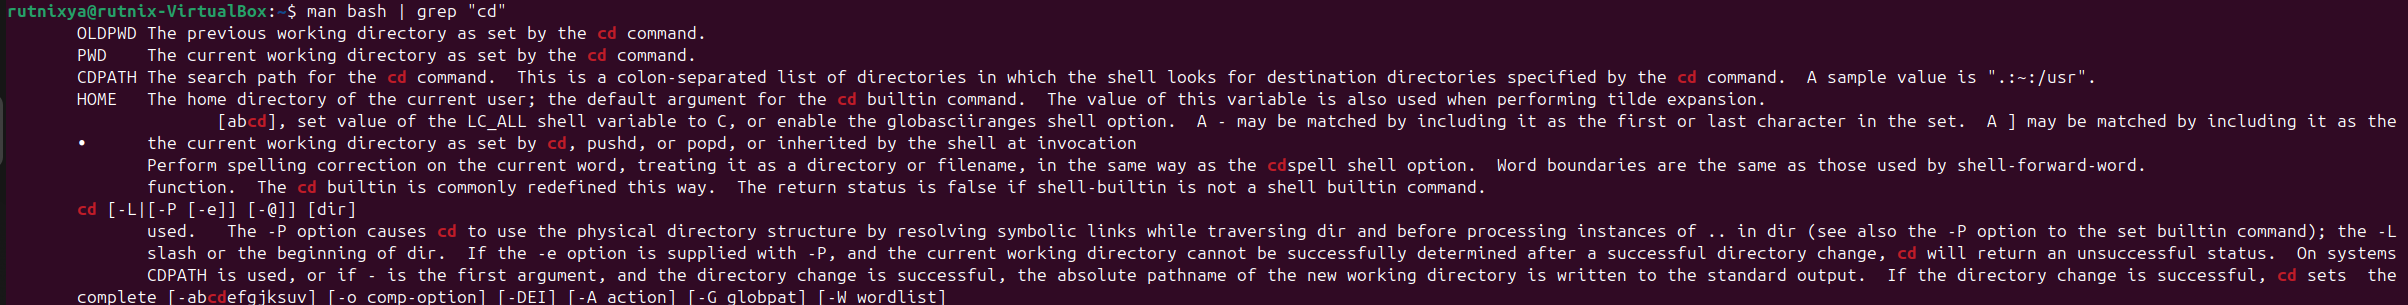 rutnixya@rutnix-VirtualBox:~$ man bash | grep "cd"
OLDPWD The previous working directory as set by the cd command.
PWD    The current working directory as set by the cd command.
CDPATH The search path for the cd command.  This is a colon-separated list of directories in which the shell looks for destination directories specified by the cd command.  A sample value is ".:~:/usr".
HOME   The home directory of the current user; the default argument for the cd builtin command.  The value of this variable is also used when performing tilde expansion.
[abcd], set value of the LC_ALL shell variable to C, or enable the globasciiranges shell option.  A - may be matched by including it as the first or last character in the set.  A ] may be matched by including it as the
•      the current working directory as set by cd, pushd, or popd, or inherited by the shell at invocation
Perform spelling correction on the current word, treating it as a directory or filename, in the same way as the cdspell shell option.  Word boundaries are the same as those used by shell-forward-word.
function.  The cd builtin is commonly redefined this way.  The return status is false if shell-builtin is not a shell builtin command.
cd [-L|[-P [-e]] [-@]] [dir]
used.   The -P option causes cd to use the physical directory structure by resolving symbolic links while traversing dir and before processing instances of .. in dir (see also the -P option to the set builtin command); the -L
slash or the beginning of dir.  If the -e option is supplied with -P, and the current working directory cannot be successfully determined after a successful directory change, cd will return an unsuccessful status.  On systems
CDPATH is used, or if - is the first argument, and the directory change is successful, the absolute pathname of the new working directory is written to the standard output.  If the directory change is successful, cd sets  the
complete [-abcdefgjksuv] [-o comp-option] [-DEI] [-A action] [-G globpat] [-W wordlist]